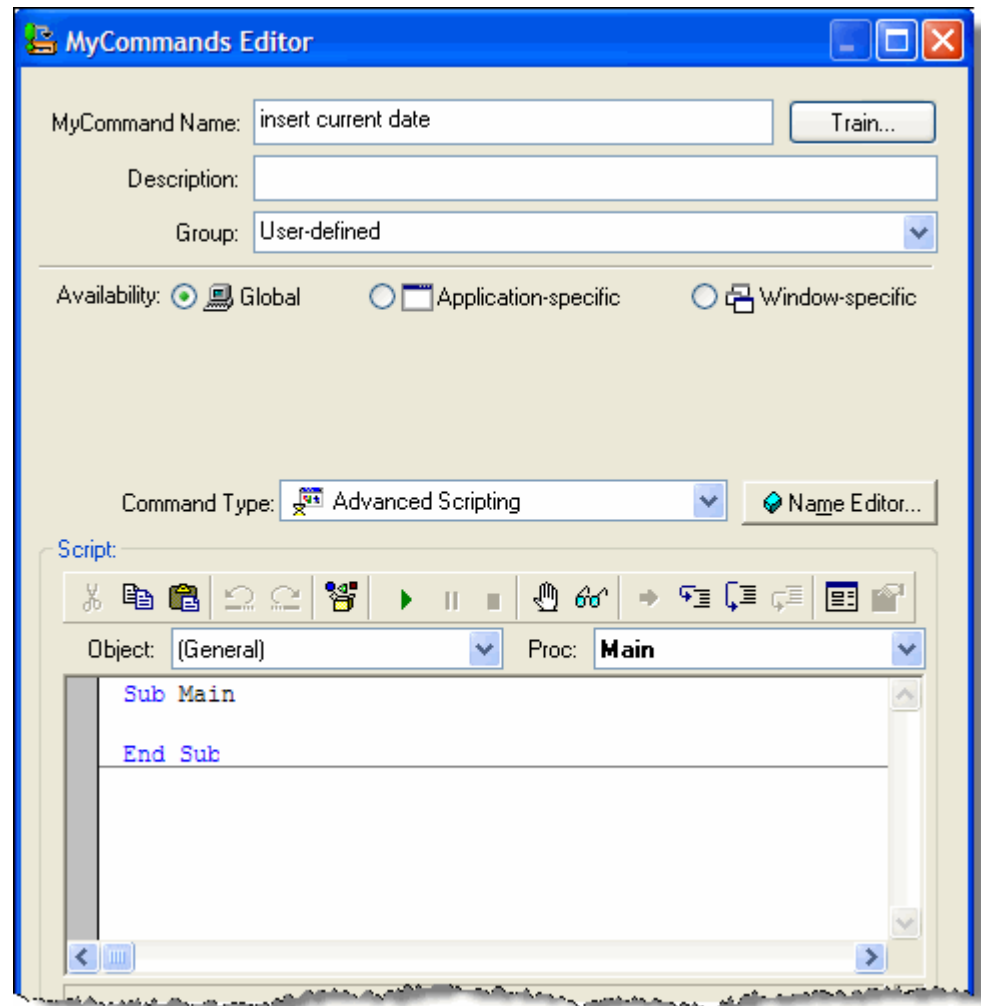 MyCommands Editor
MyCommand Name: insert current date Train...
Description:
Group: User-defined
Availability: Global Application-specific Window-specific
Command Type: Advanced Scripting Name Editor...
Script:
Object: (General) Proc: Main
Sub Main
End Sub